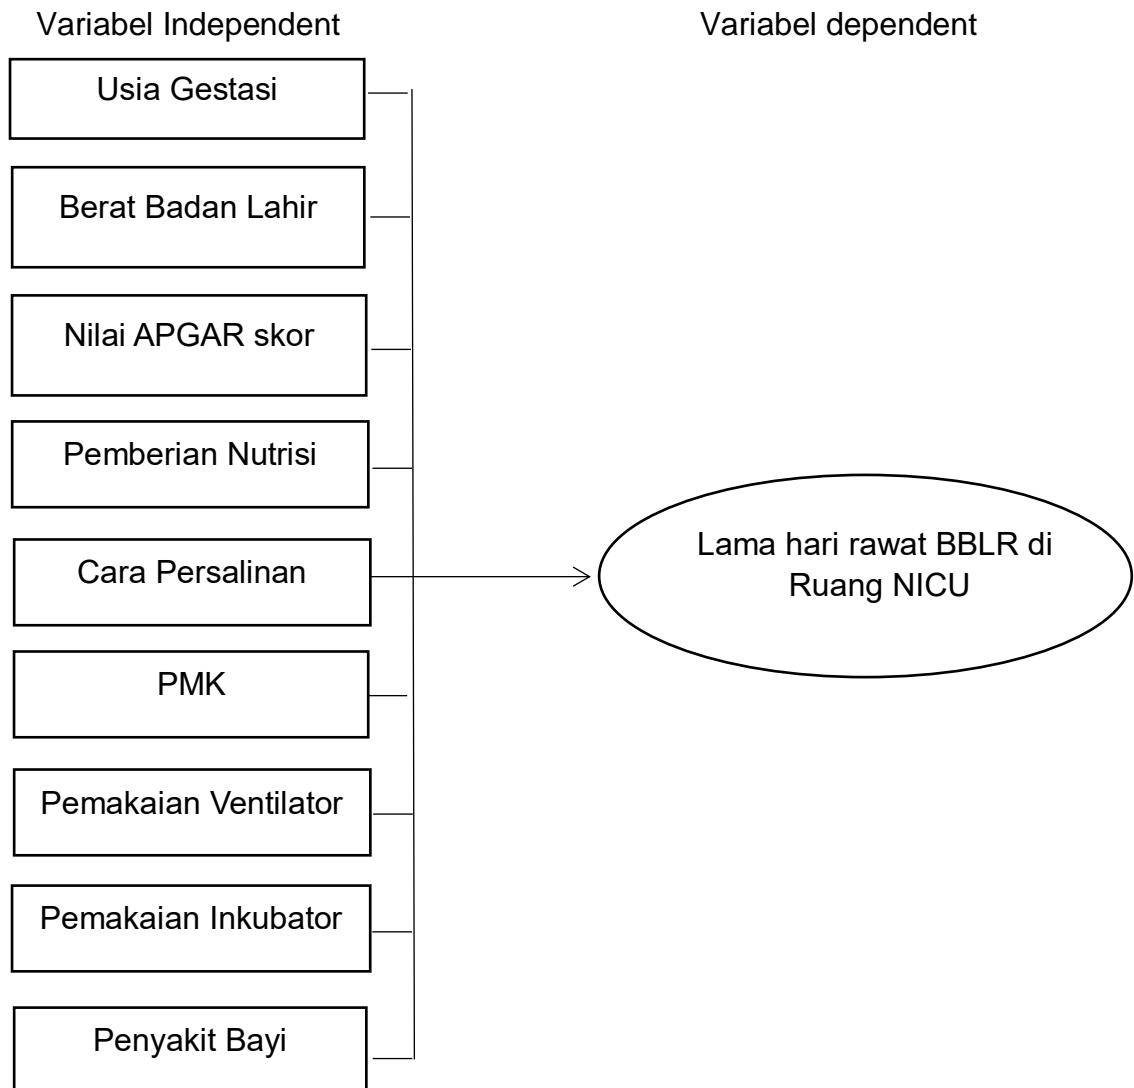 Variabel Independent
Variabel dependent
Usia Gestasi
Berat Badan Lahir
Nilai APGAR skor
Pemberian Nutrisi
Cara Persalinan
PMK
Pemakaian Ventilator
Pemakaian Inkubator
Penyakit Bayi
Lama hari rawat BBLR di
Ruang NICU